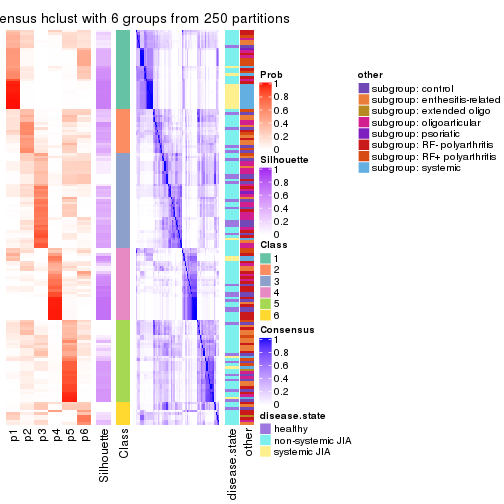 ensus hclust with 6 groups from 250 partitions
Prob
1
0.8
0.6
0.4
0.2
0
Silhouette
1
0.8
0.6
0.4
0.2
0
Class
1
2
3
4
5
6
Consensus
1
0.8
0.6
0.4
0.2
0
disease.state
healthy
non-systemic JIA
systemic JIA
other
subgroup: control
subgroup: enthesitis-related
subgroup: extended oligo
subgroup: oligoarticular
subgroup: psoriatic
subgroup: RF- polyarthritis
subgroup: RF+ polyarthritis
subgroup: systemic
p1
p2
p3
p4
p5
p6
Silhouette
Class
disease.state
other